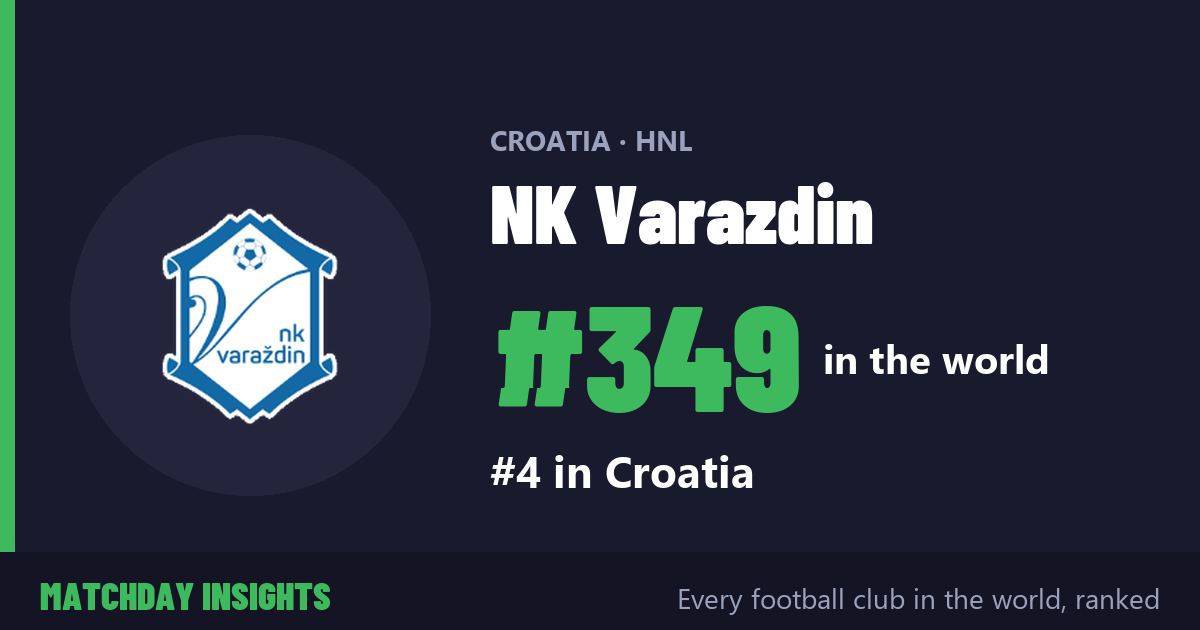 CROATIA · HNL
NK Varazdin
nk
varaždin
#349 in the world
#4 in Croatia
MATCHDAY INSIGHTS
Every football club in the world, ranked